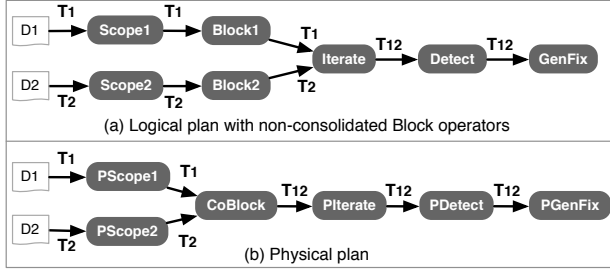 T1 T1 T1
D1 Scope1 Block1
T12 T12
Iterate Detect GenFix
D2 Scope2 Block2
T2 T2 T2
(a) Logical plan with non-consolidated Block operators
T1 T1
D1 PScope1
T12 T12 T12
CoBlock PIterate PDetect PGenFix
D2 PScope2
T2 T2
(b) Physical plan